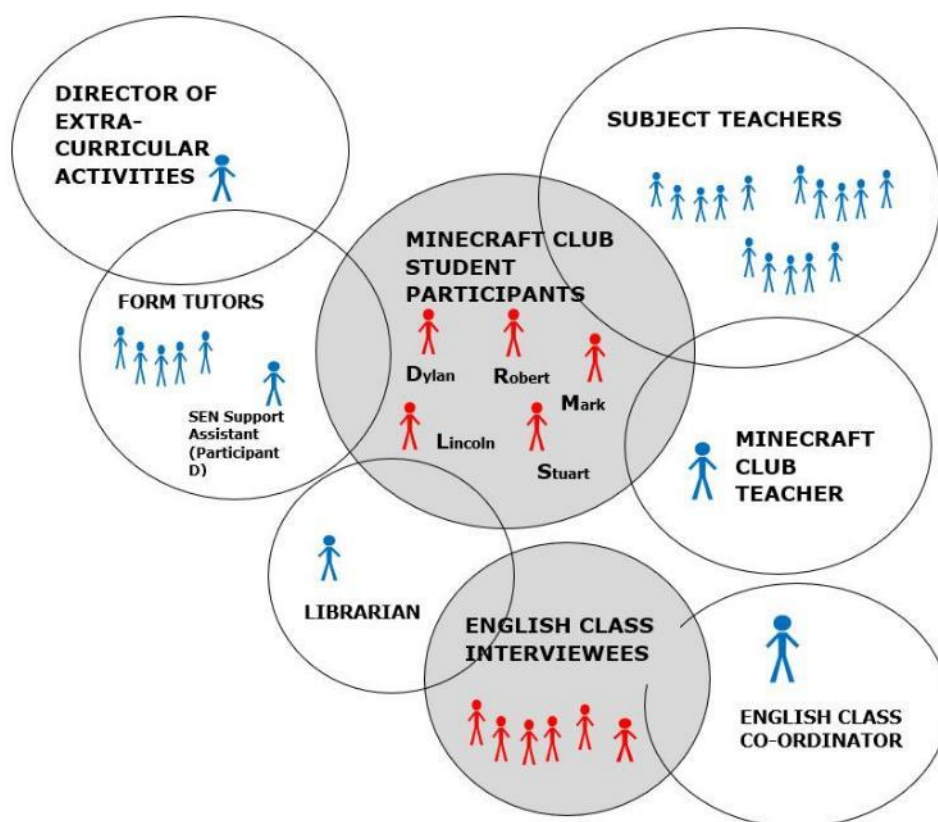 DIRECTOR OF
EXTRA-
CURRICULAR
ACTIVITIES
SUBJECT TEACHERS
MINECRAFT CLUB
STUDENT
PARTICIPANTS
FORM TUTORS
SEN Support
Assistant
(Participant
D)
Dylan
Robert
Mark
Lincoln
Stuart
MINECRAFT
CLUB
TEACHER
LIBRARIAN
ENGLISH CLASS
INTERVIEWEES
ENGLISH CLASS
CO-ORDINATOR